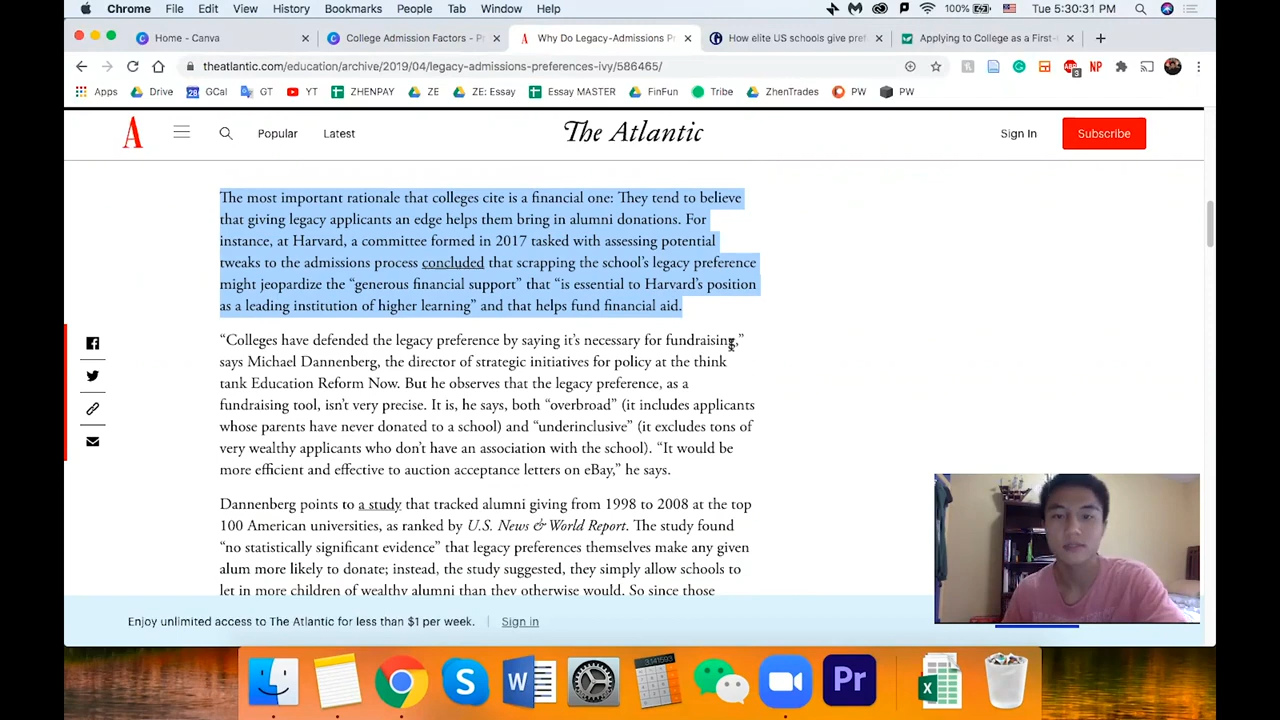 Chrome File Edit View History Bookmarks People Tab Window Help 100% Tue 5:30:31 PM
Home - Canva
College Admission Factors - P
Why Do Legacy-Admissions Pr
How elite US schools give pref
Applying to College as a First-
theatlantic.com/education/archive/2019/04/legacy-admissions-preferences-ivy/586465/
Apps Drive GCal GT YT ZHENPAY ZE ZE: Essay Essay MASTER FinFun Tribe ZhenTrades PW PW
Popular Latest The Atlantic Sign In Subscribe
The most important rationale that colleges cite is a financial one: They tend to believe
that giving legacy applicants an edge helps them bring in alumni donations. For
instance, at Harvard, a committee formed in 2017 tasked with assessing potential
tweaks to the admissions process concluded that scrapping the school’s legacy preference
might jeopardize the “generous financial support” that “is essential to Harvard’s position
as a leading institution of higher learning” and that helps fund financial aid.
“Colleges have defended the legacy preference by saying it’s necessary for fundraising,”
says Michael Dannenberg, the director of strategic initiatives for policy at the think
tank Education Reform Now. But he observes that the legacy preference, as a
fundraising tool, isn’t very precise. It is, he says, both “overbroad” (it includes applicants
whose parents have never donated to a school) and “underinclusive” (it excludes tons of
very wealthy applicants who don’t have an association with the school). “It would be
more efficient and effective to auction acceptance letters on eBay,” he says.
Dannenberg points to a study that tracked alumni giving from 1998 to 2008 at the top
100 American universities, as ranked by U.S. News & World Report. The study found
“no statistically significant evidence” that legacy preferences themselves make any given
alum more likely to donate; instead, the study suggested, they simply allow schools to
let in more children of wealthy alumni than they otherwise would. So since those
Enjoy unlimited access to The Atlantic for less than $1 per week. Sign in